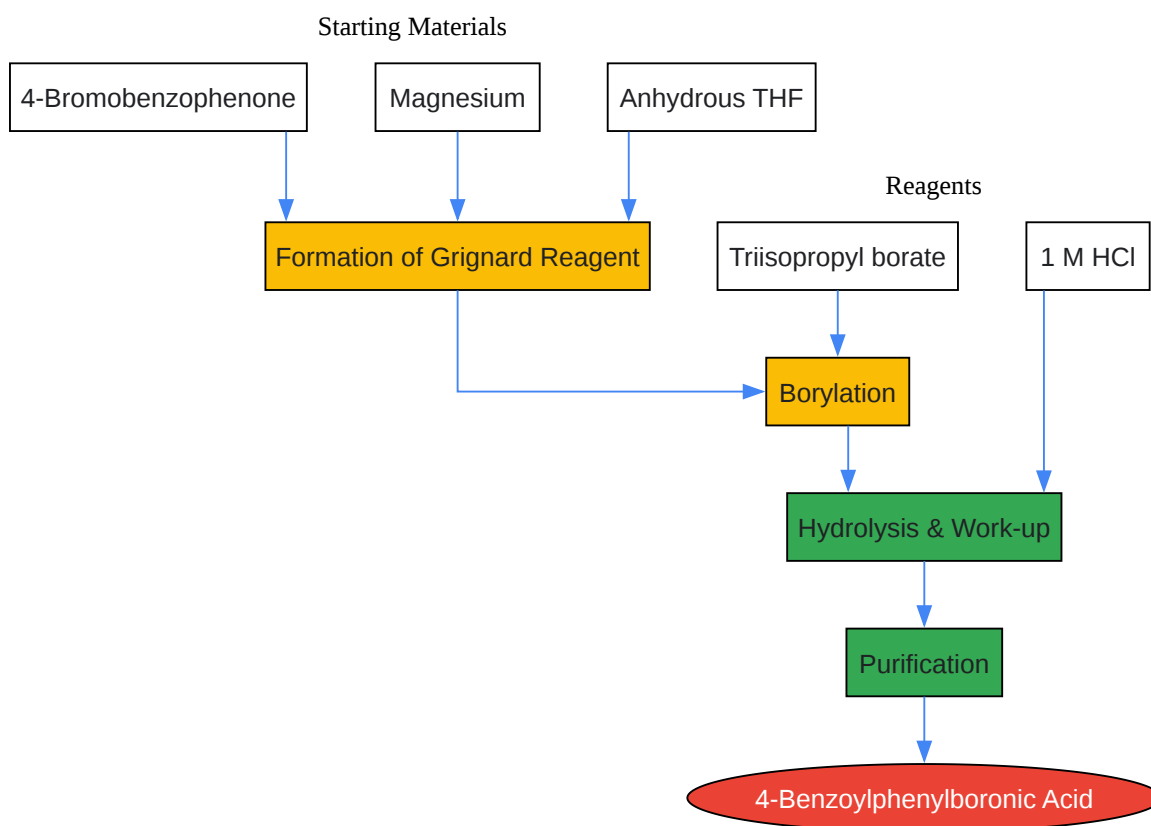 Starting Materials
4-Bromobenzophenone
Magnesium
Anhydrous THF
Reagents
Formation of Grignard Reagent
Triisopropyl borate
1 M HCl
Borylation
Hydrolysis & Work-up
Purification
4-Benzoylphenylboronic Acid